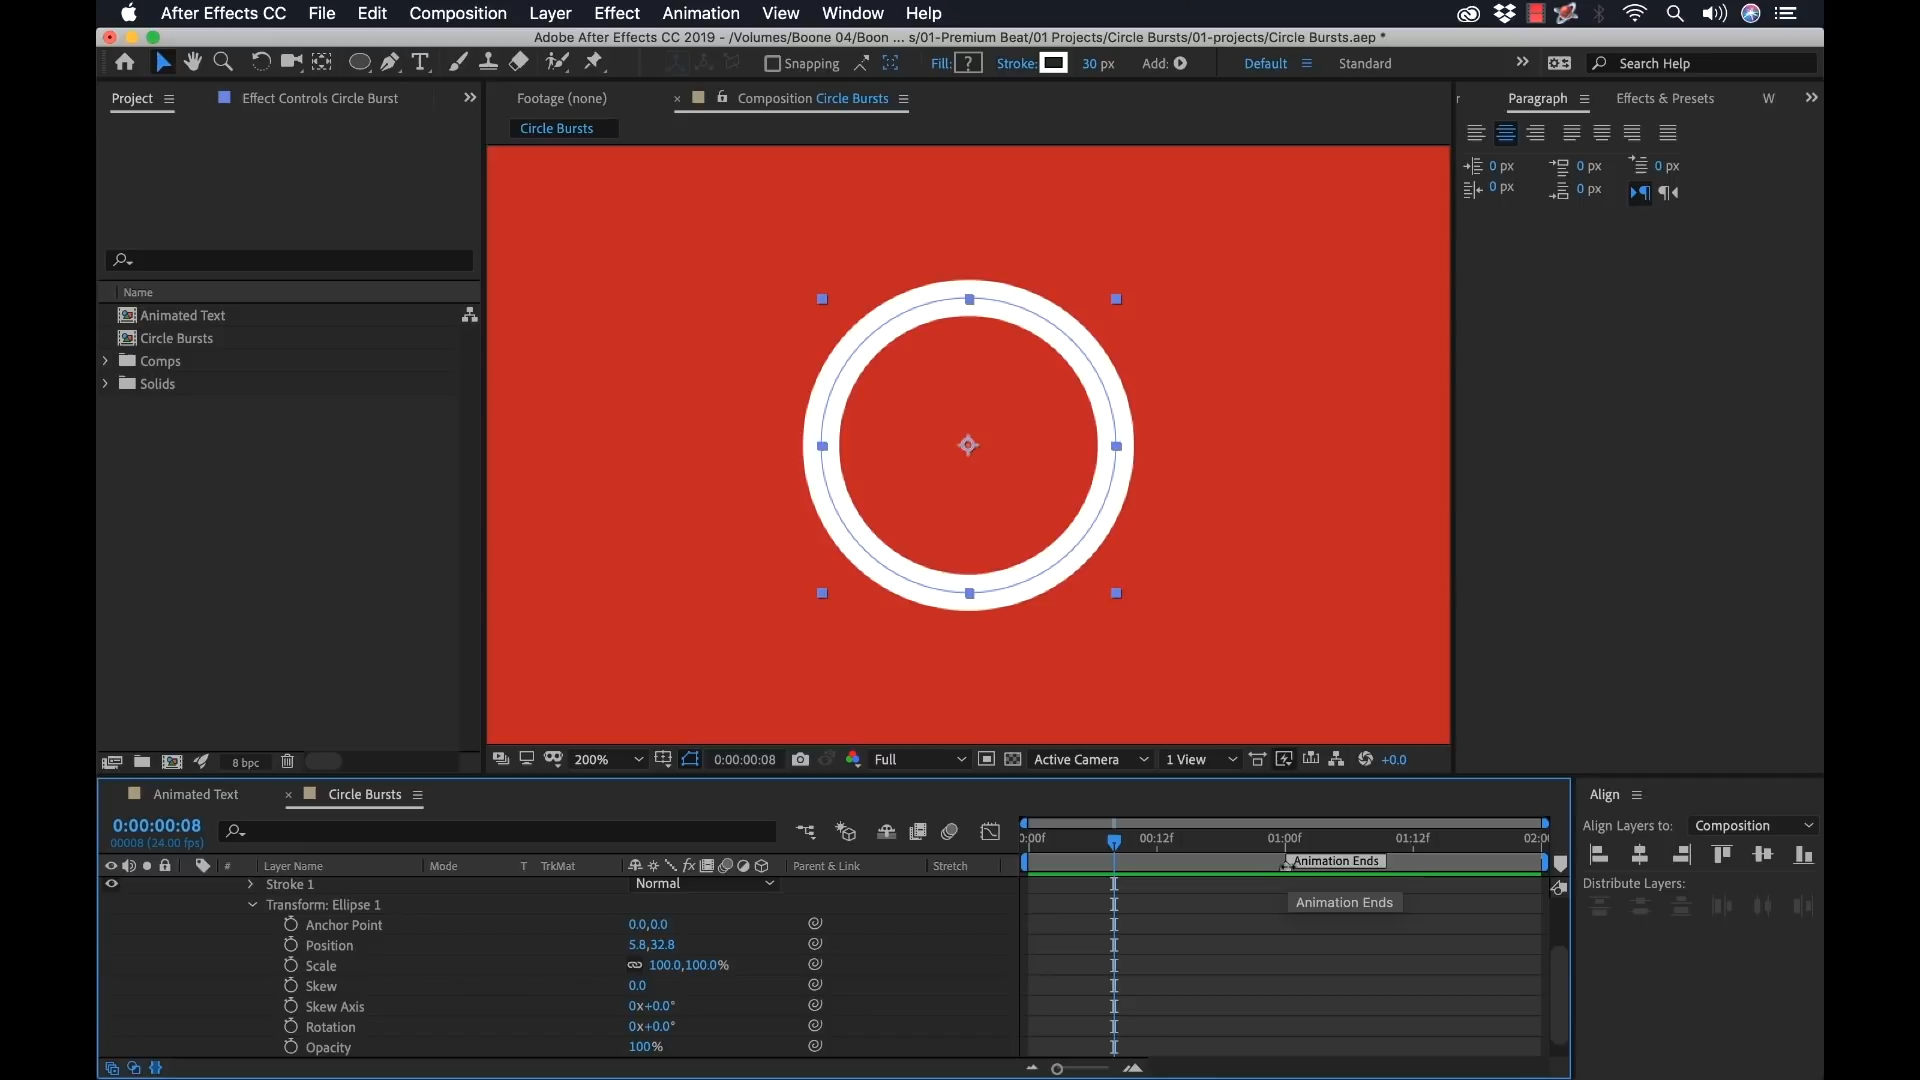 After Effects CC File Edit Composition Layer Effect Animation View Window Help
Adobe After Effects CC 2019 - /Volumes/Boone 04/Boon ... s/01-Premium Beat/01 Projects/Circle Bursts/01-projects/Circle Bursts.aep *
Snapping Fill: ? Stroke: 30 px Add: Default Standard Search Help
Project Effect Controls Circle Burst Footage (none) Composition Circle Bursts Paragraph Effects & Presets W
Circle Bursts
0 px 0 px 0 px
0 px 0 px
Name
Animated Text
Circle Bursts
Comps
Solids
8 bpc 200% 0:00:00:08 Full Active Camera 1 View +0.0
Animated Text Circle Bursts Align
0:00:00:08
00008 (24.00 fps)
Align Layers to: Composition
0:00f 00:12f 01:00f 01:12f 02:0
# Layer Name Mode T TrkMat Parent & Link Stretch Animation Ends
Stroke 1 Normal Distribute Layers:
Transform: Ellipse 1 Animation Ends
Anchor Point 0.0,0.0
Position 5.8,32.8
Scale 100.0,100.0%
Skew 0.0
Skew Axis 0x+0.0°
Rotation 0x+0.0°
Opacity 100%